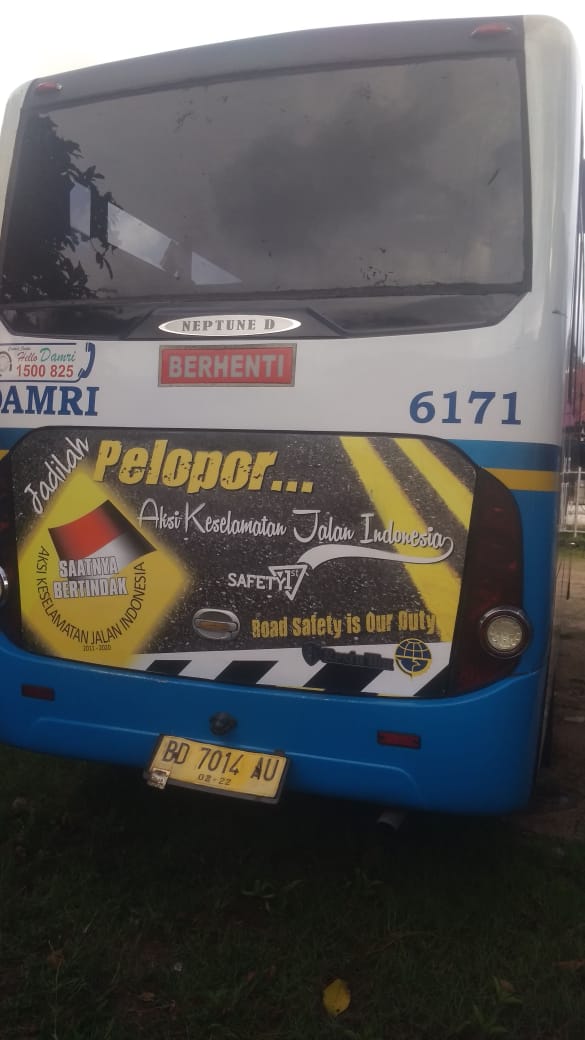 NEPTUNE D
Hello Damri
1500 825
BERHENTI
DAMRI
6171
Jadilah
Pelopor...
Aksi Keselamatan Jalan Indonesia
SAATNYA
BERTINDAK
AKSI KESELAMATAN JALAN INDONESIA
2011 - 2020
SAFETY 1st
Road Safety is Our Duty
BD 7014 AU
02-22